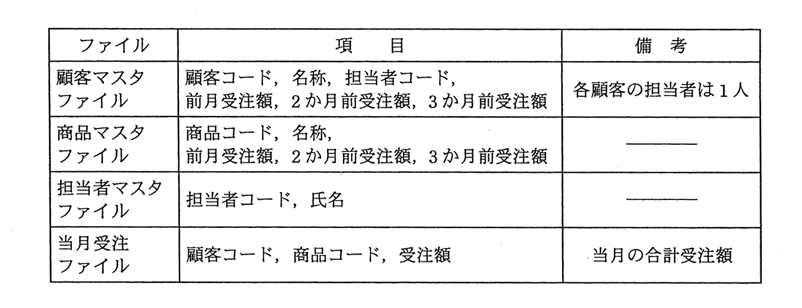 ファイル 項 目 備 考
顧客マスタ
ファイル
顧客コード，名称，担当者コード，
前月受注額，2か月前受注額，3か月前受注額
各顧客の担当者は1人
商品マスタ
ファイル
商品コード，名称，
前月受注額，2か月前受注額，3か月前受注額
担当者マスタ
ファイル
担当者コード，氏名
当月受注
ファイル
顧客コード，商品コード，受注額
当月の合計受注額